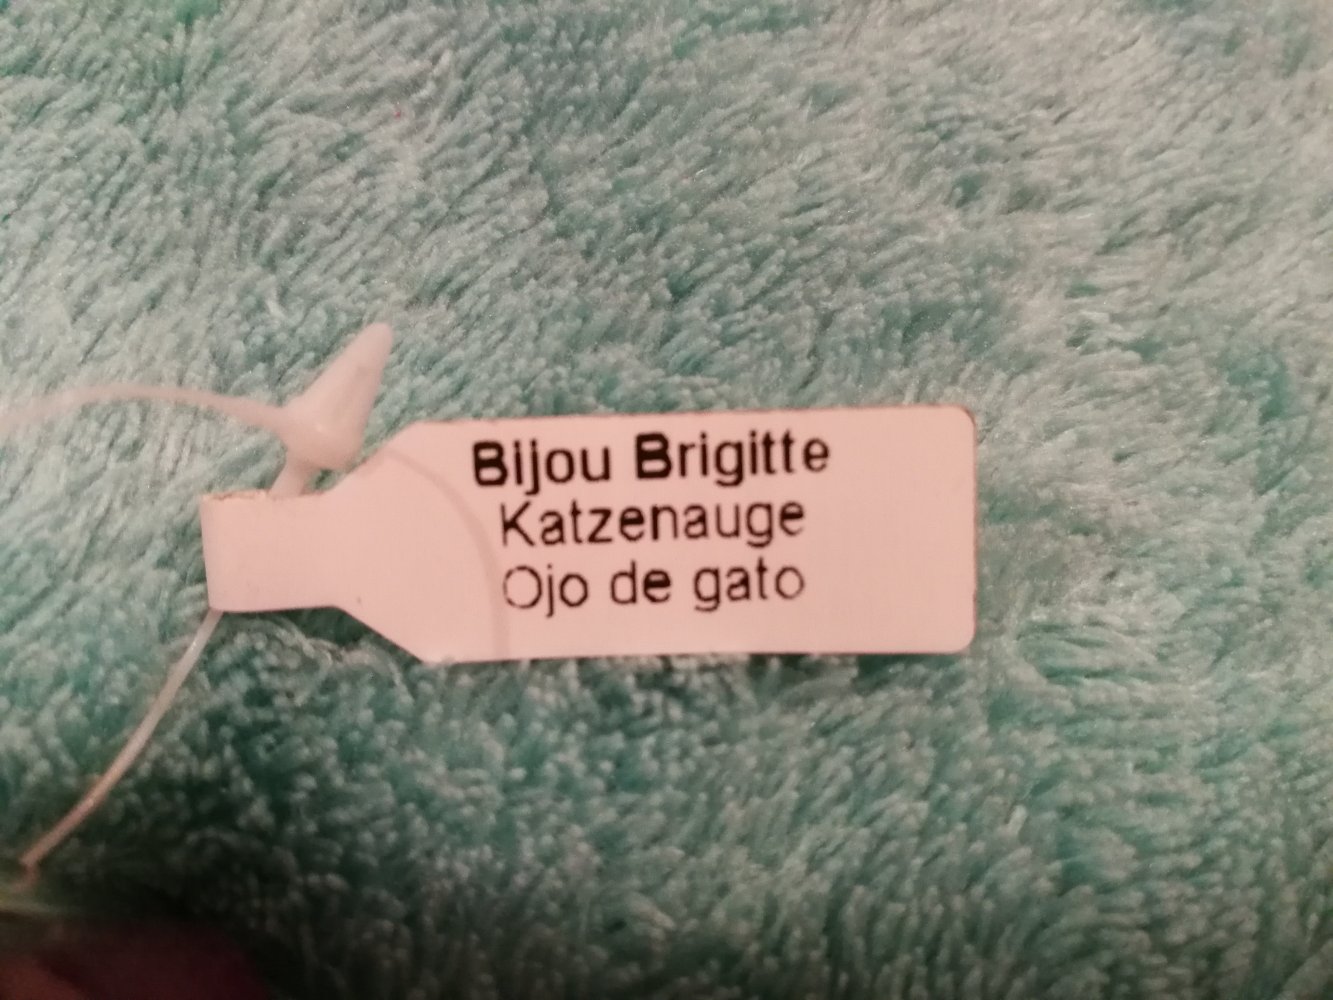 Bijou Brigitte
Katzenauge
Ojo de gato